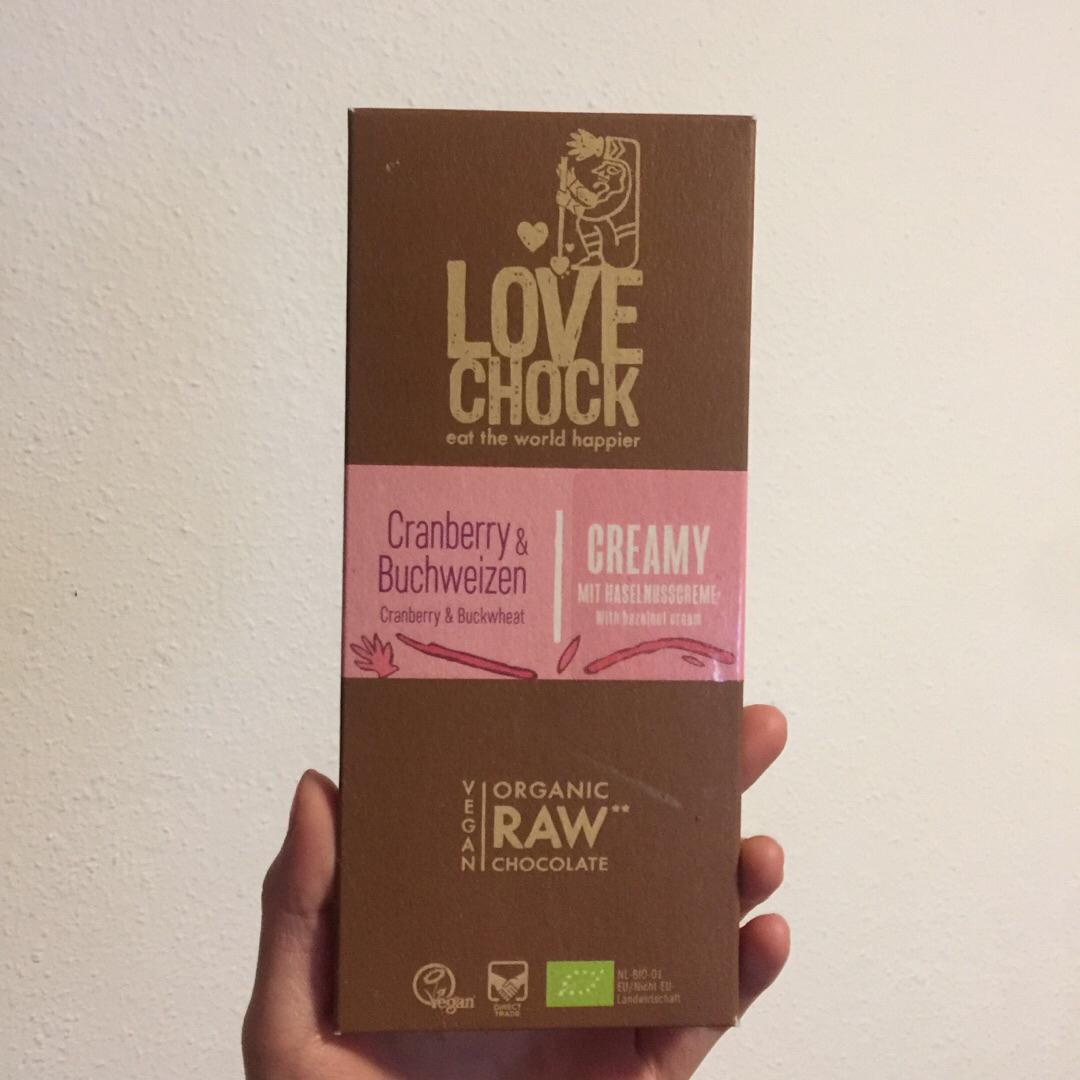 LOVE
CHOCK
eat the world happier
Cranberry &
Buchweizen
Cranberry & Buckwheat
CREAMY
MIT HASELNUSSCREME
With hazelnut cream
VEGAN
ORGANIC
RAW**
CHOCOLATE
Vegan
DIRECT
TRADE
NL-BIO-01
EU/Nicht EU-
Landwirtschaft